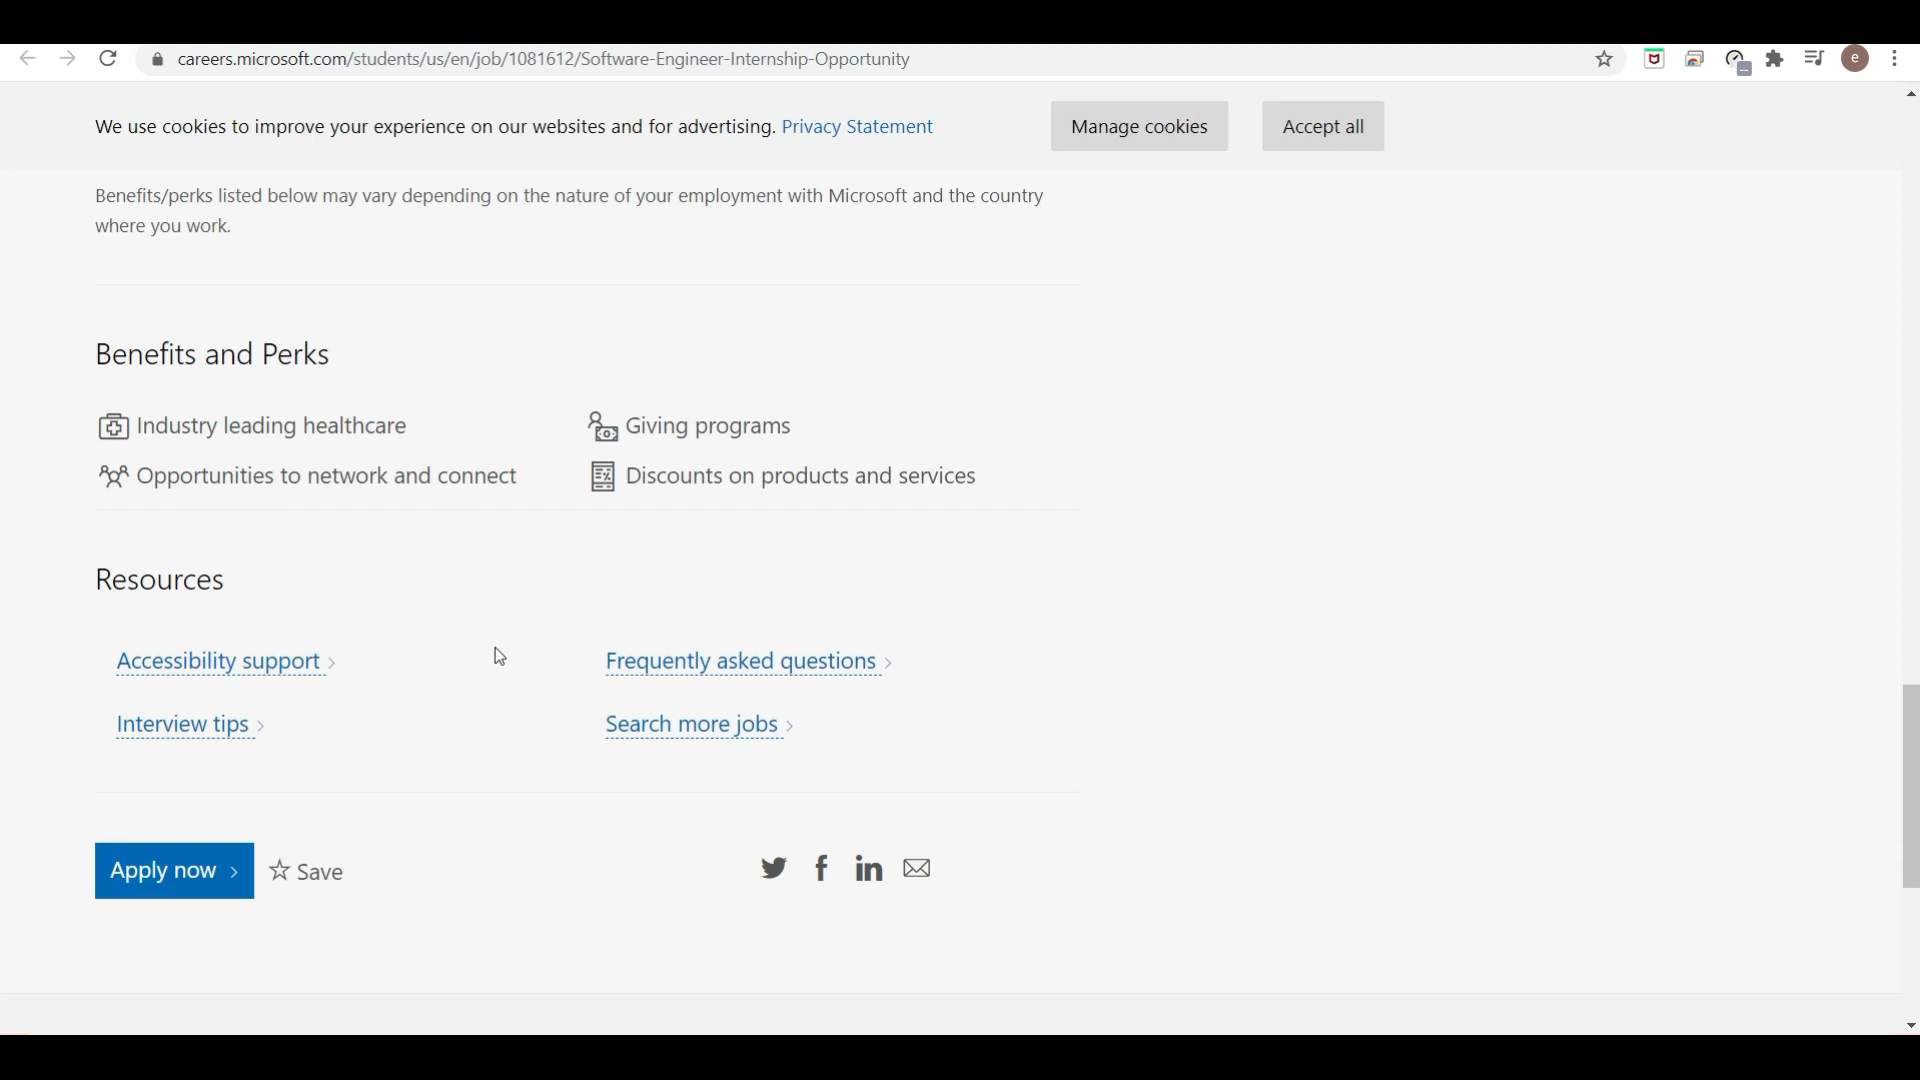 careers.microsoft.com/students/us/en/job/1081612/Software-Engineer-Internship-Opportunity
e
We use cookies to improve your experience on our websites and for advertising. Privacy Statement
Manage cookies
Accept all
Benefits/perks listed below may vary depending on the nature of your employment with Microsoft and the country
where you work.
Benefits and Perks
Industry leading healthcare
Giving programs
Opportunities to network and connect
Discounts on products and services
Resources
Accessibility support
Frequently asked questions
Interview tips
Search more jobs
Apply now
Save